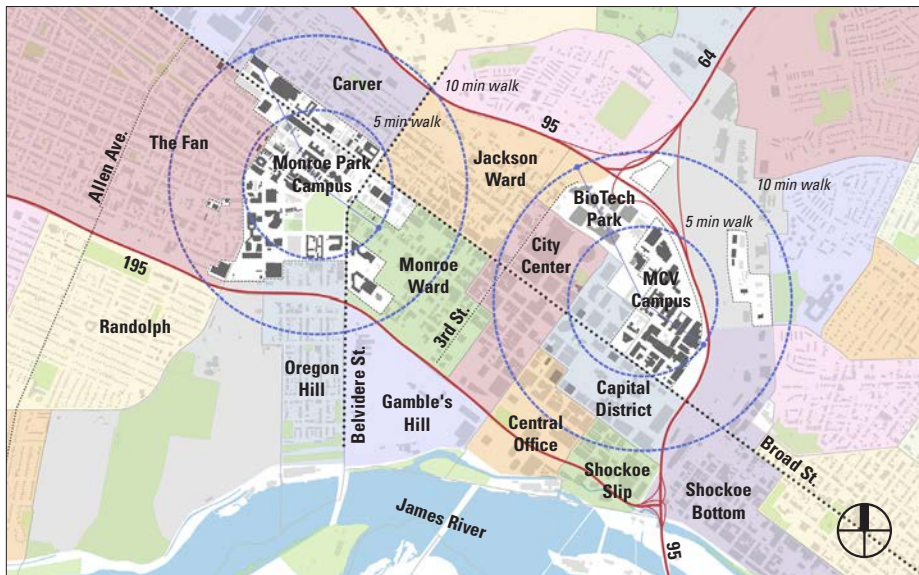 64
Carver
10 min walk
5 min walk
95
Allen Ave.
The Fan
Monroe Park
Campus
Jackson
Ward
10 min walk
BioTech
Park
5 min walk
City
Center
195
Monroe
Ward
MCV
Campus
3rd St.
Randolph
Oregon
Hill
Belvidere St.
Gamble's
Hill
Capital
District
Central
Office
Broad St.
Shockoe
Slip
Shockoe
Bottom
James River
95